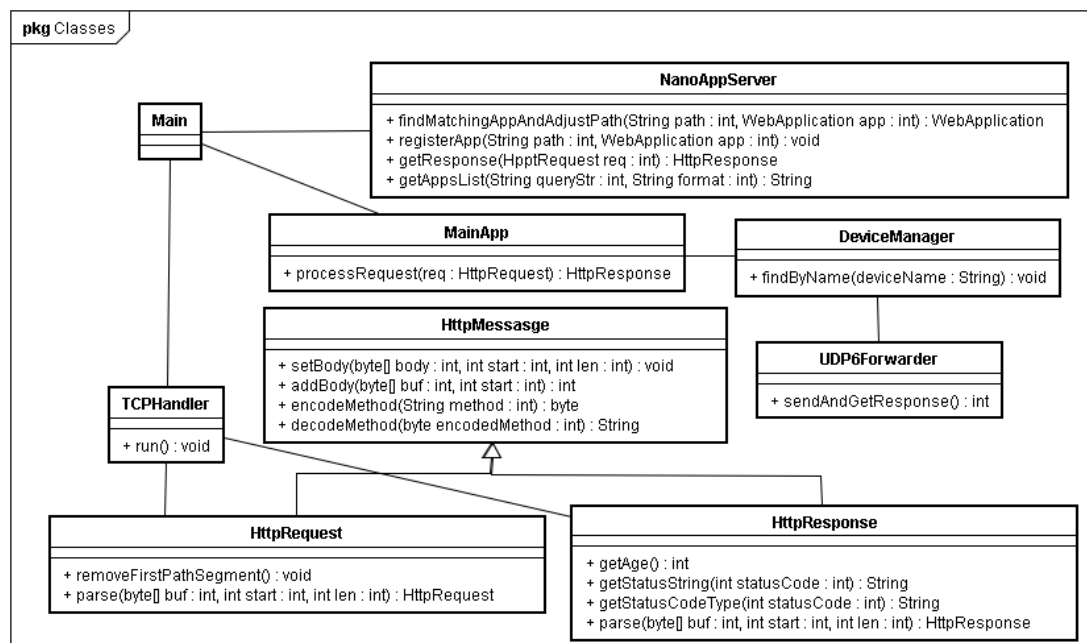 pkg Classes
NanoAppServer
+ findMatchingAppAndAdjustPath(String path : int, WebApplication app : int) : WebApplication
+ registerApp(String path : int, WebApplication app : int) : void
+ getResponse(HpptRequest req : int) : HttpResponse
+ getAppsList(String queryStr : int, String format : int) : String
Main
MainApp
+ processRequest(req : HttpRequest) : HttpResponse
DeviceManager
+ findByName(deviceName : String) : void
HttpMessasge
+ setBody(byte[] body : int, int start : int, int len : int) : void
+ addBody(byte[] buf : int, int start : int) : int
+ encodeMethod(String method : int) : byte
+ decodeMethod(byte encodedMethod : int) : String
UDP6Forwarder
+ sendAndGetResponse() : int
TCPHandler
+ run() : void
HttpRequest
+ removeFirstPathSegment() : void
+ parse(byte[] buf : int, int start : int, int len : int) : HttpRequest
HttpResponse
+ getAge() : int
+ getStatusString(int statusCode : int) : String
+ getStatusCodeType(int statusCode : int) : String
+ parse(byte[] buf : int, int start : int, int len : int) : HttpResponse